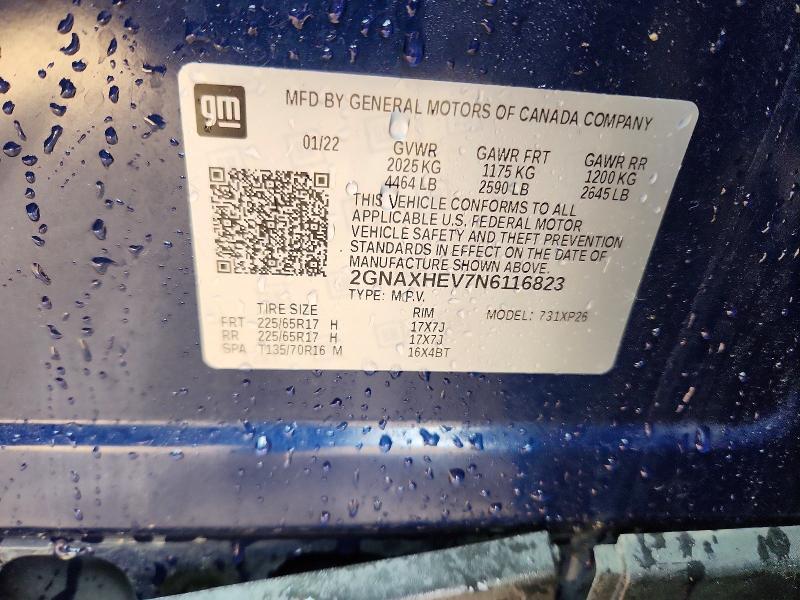 gm
MFD BY GENERAL MOTORS OF CANADA COMPANY
01/22 GVWR GAWR FRT GAWR RR
2025 KG 1175 KG 1200 KG
4464 LB 2590 LB 2645 LB
THIS VEHICLE CONFORMS TO ALL
APPLICABLE U.S. FEDERAL MOTOR
VEHICLE SAFETY AND THEFT PREVENTION
STANDARDS IN EFFECT ON THE DATE OF
MANUFACTURE SHOWN ABOVE.
2GNAXHEV7N6116823
TYPE: M.P.V.
TIRE SIZE RIM MODEL: 731XP26
FRT 225/65R17 H 17X7J
RR 225/65R17 H 17X7J
SPA T135/70R16 M 16X4BT